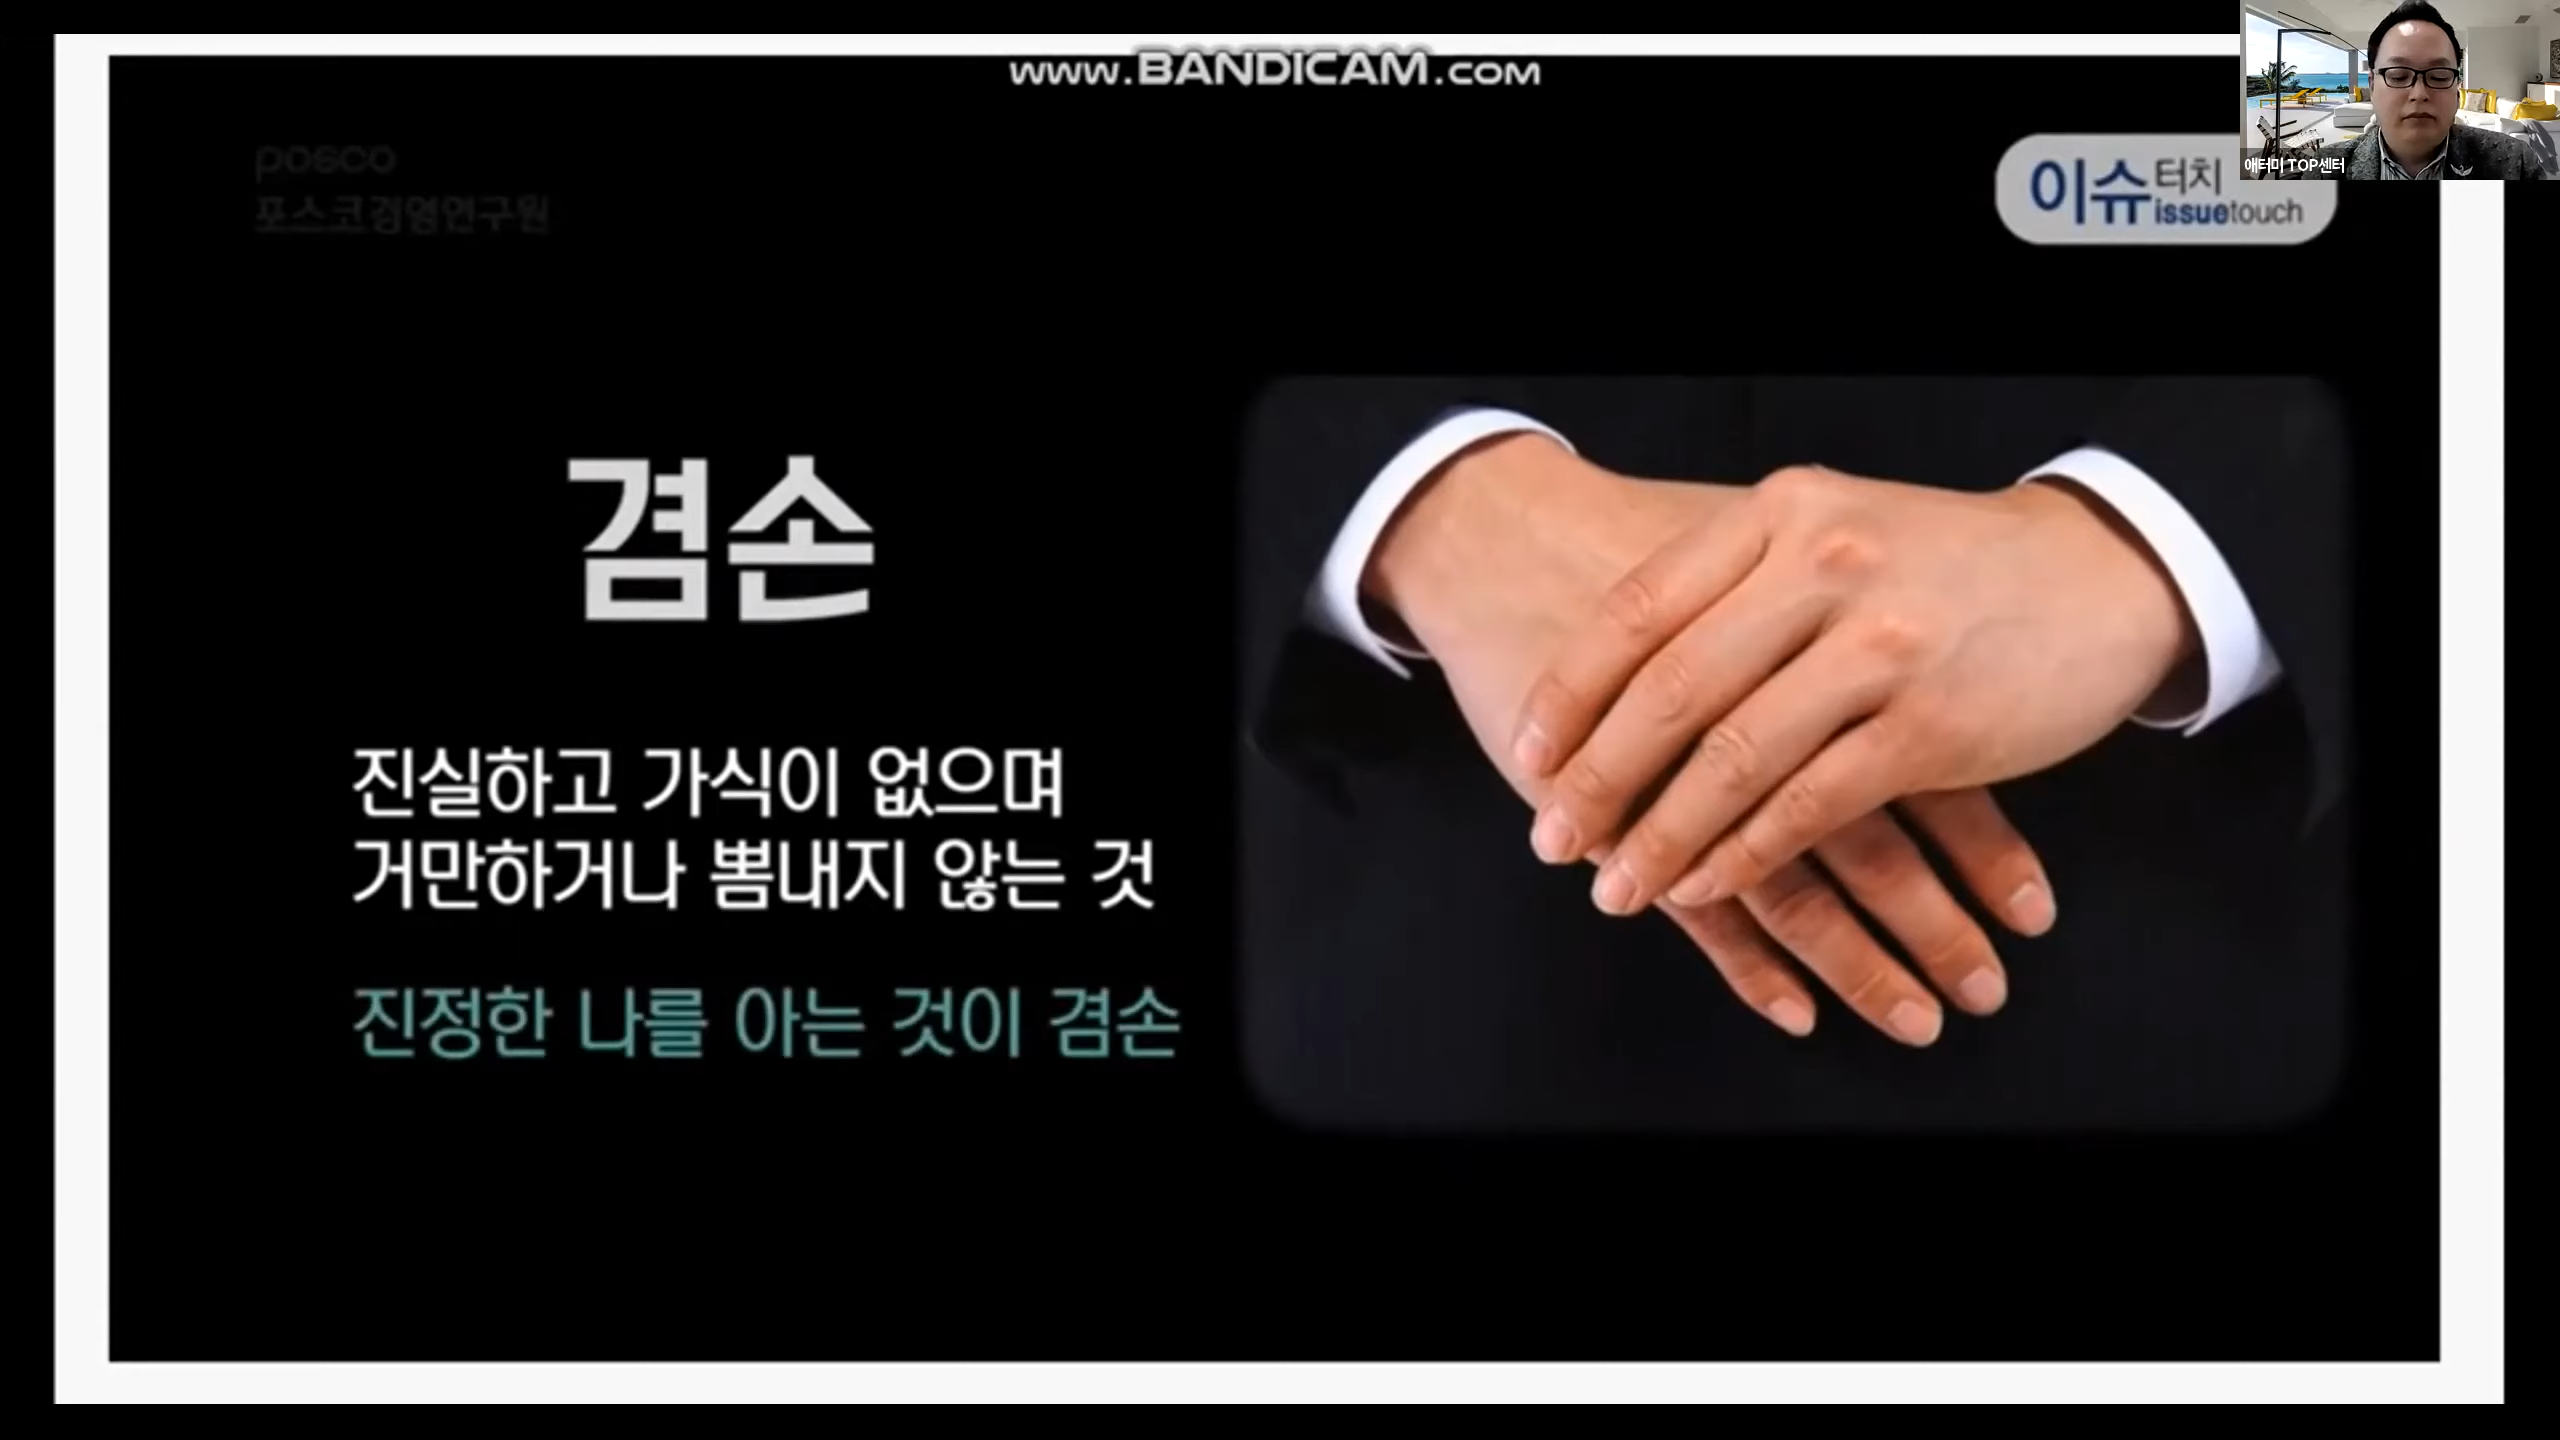 www.BANDICAM.com
posco
포스코경영연구원
이슈터치
issuetouch
애터미 TOP센터
겸손
진실하고 가식이 없으며
거만하거나 뽐내지 않는 것
진정한 나를 아는 것이 겸손